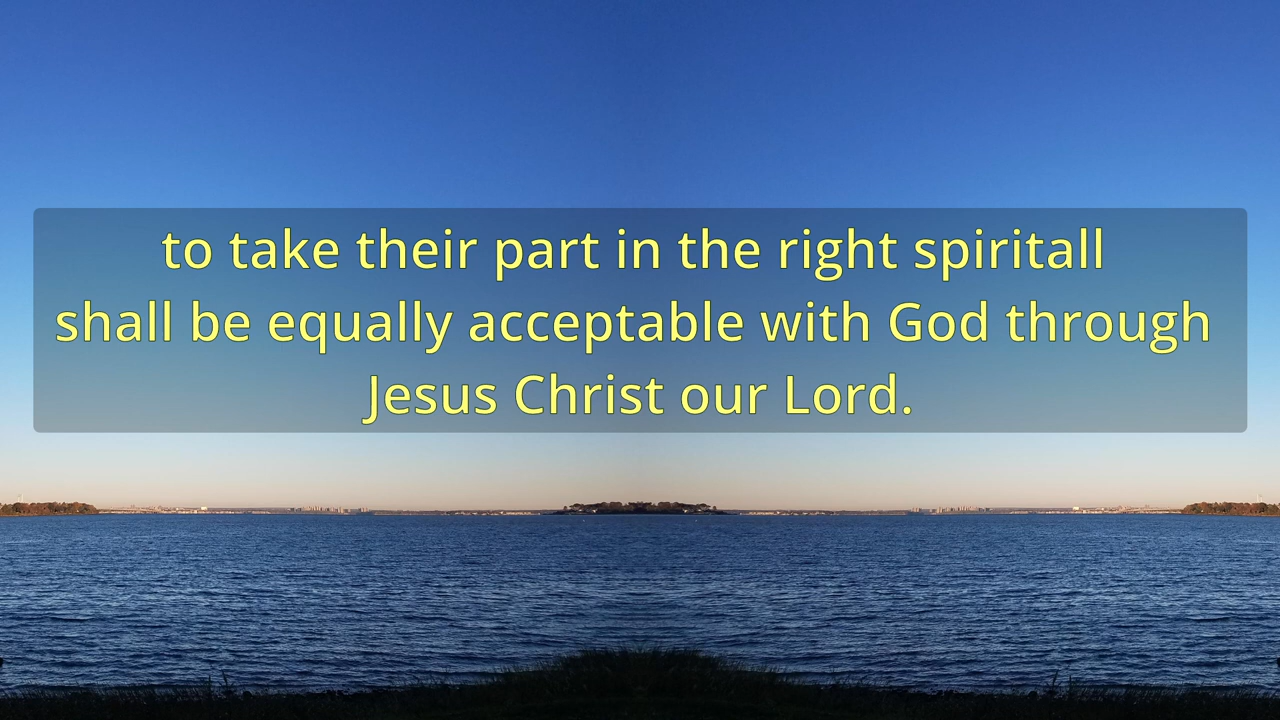 to take their part in the right spiritall
shall be equally acceptable with God through
Jesus Christ our Lord.